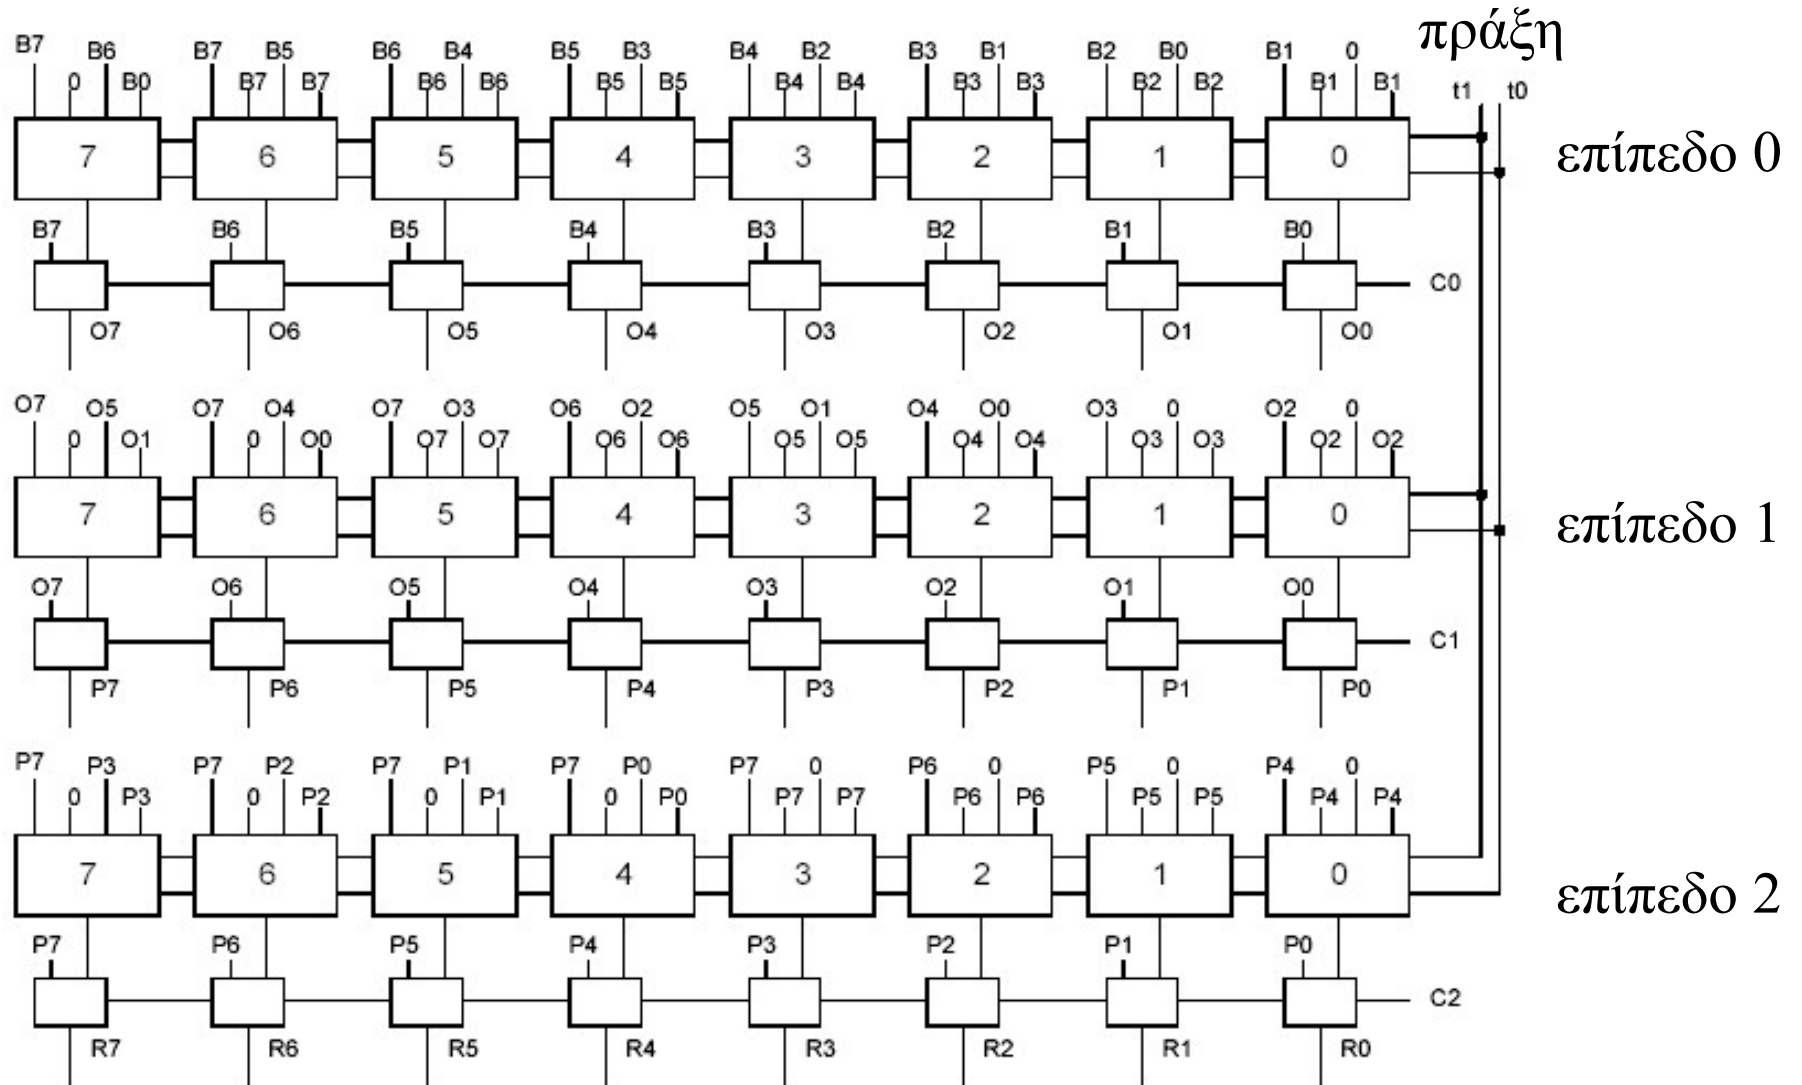 πράξη
B7 B6 B7 B5 B6 B4 B5 B3 B4 B2 B3 B1 B2 B0 B1 0
0 B0 B7 B7 B6 B6 B5 B5 B4 B4 B3 B3 B2 B2 B1 B1 t1 t0
7 6 5 4 3 2 1 0 επίπεδο 0
B7 B6 B5 B4 B3 B2 B1 B0
C0
O7 O6 O5 O4 O3 O2 O1 O0
O7 O5 O7 O4 O7 O3 O6 O2 O5 O1 O4 O0 O3 0 O2 0
0 O1 0 O0 O7 O7 O6 O6 O5 O5 O4 O4 O3 O3 O2 O2
7 6 5 4 3 2 1 0 επίπεδο 1
O7 O6 O5 O4 O3 O2 O1 O0
C1
P7 P6 P5 P4 P3 P2 P1 P0
P7 P3 P7 P2 P7 P1 P7 P0 P7 0 P6 0 P5 0 P4 0
0 P3 0 P2 0 P1 0 P0 P7 P7 P6 P6 P5 P5 P4 P4
7 6 5 4 3 2 1 0 επίπεδο 2
P7 P6 P5 P4 P3 P2 P1 P0
C2
R7 R6 R5 R4 R3 R2 R1 R0